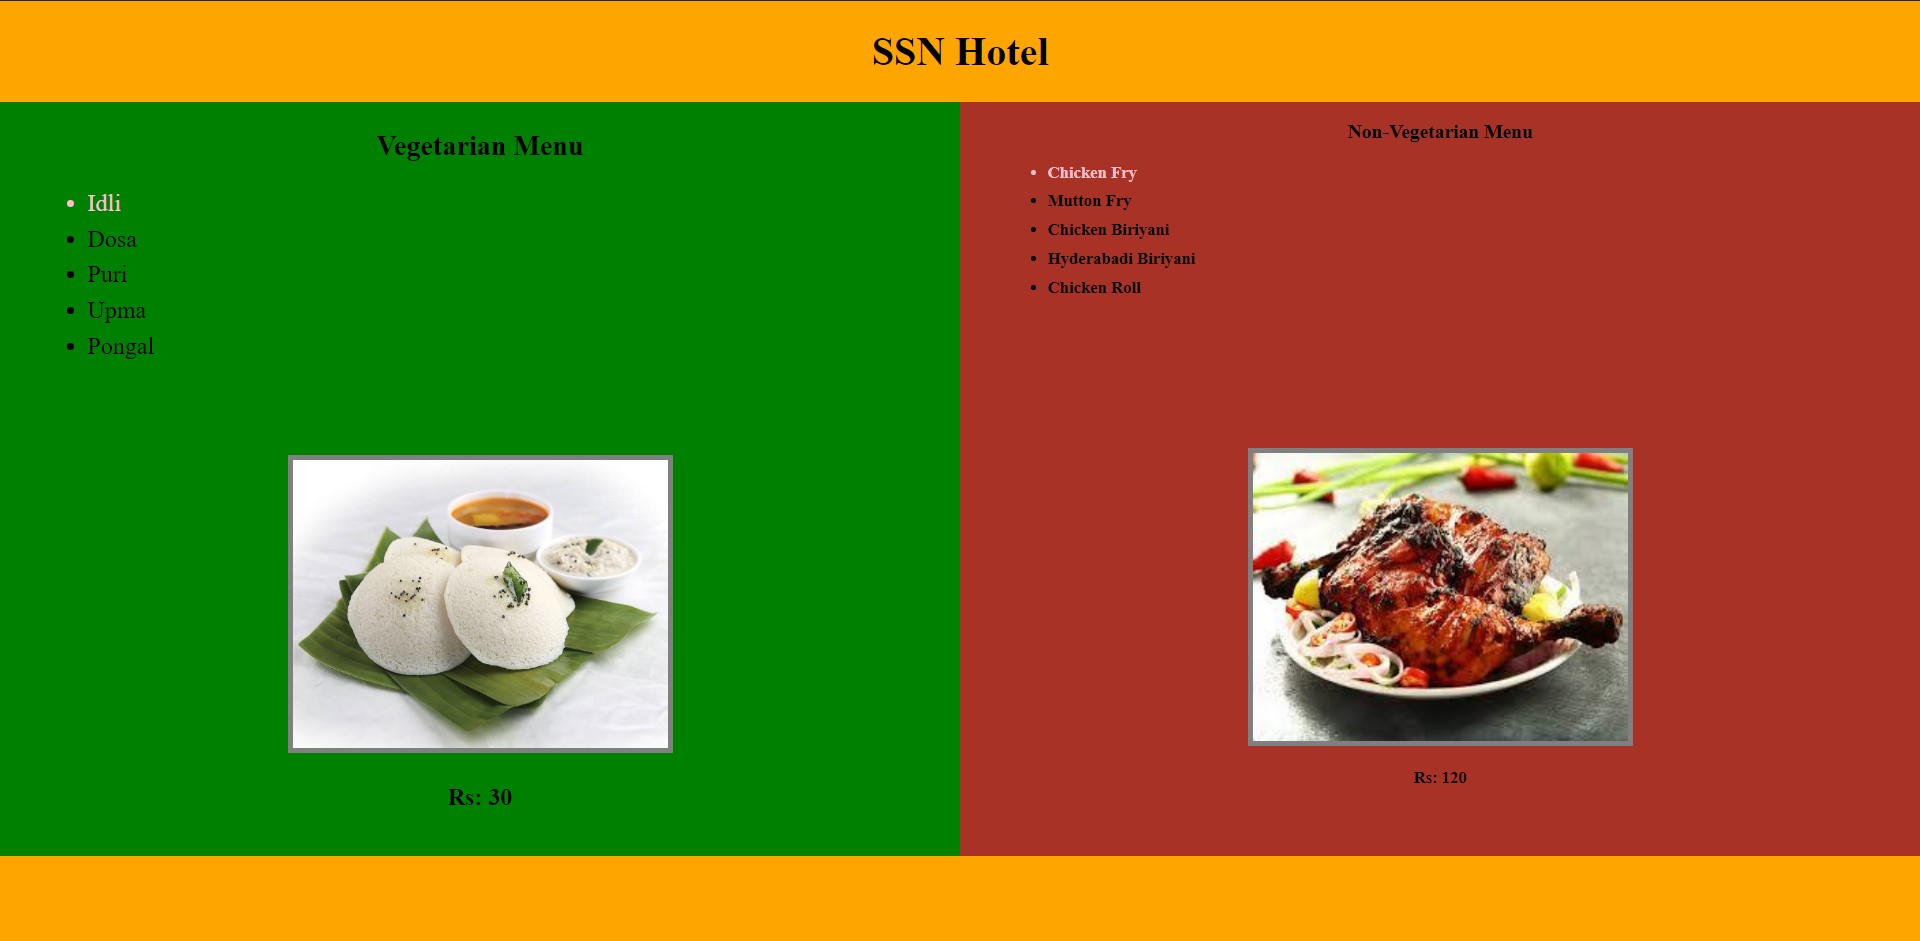 SSN Hotel
Vegetarian Menu
Idli
Dosa
Puri
Upma
Pongal
Rs: 30
Non-Vegetarian Menu
Chicken Fry
Mutton Fry
Chicken Biriyani
Hyderabadi Biriyani
Chicken Roll
Rs: 120